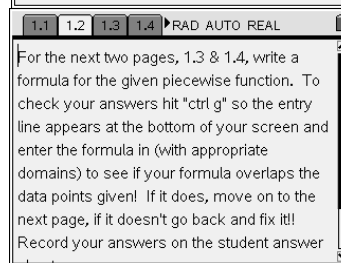 1.1 1.2 1.3 1.4 RAD AUTO REAL
For the next two pages, 1.3 & 1.4, write a
formula for the given piecewise function. To
check your answers hit "ctrl g" so the entry
line appears at the bottom of your screen and
enter the formula in (with appropriate
domains) to see if your formula overlaps the
data points given! If it does, move on to the
next page, if it doesn't go back and fix it!!
Record your answers on the student answer